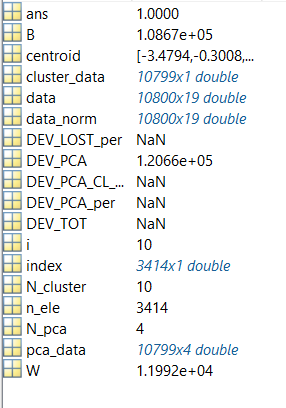 ans 1.0000
B 1.0867e+05
centroid [-3.4794,-0.3008,...
cluster_data 10799x1 double
data 10800x19 double
data_norm 10800x19 double
DEV_LOST_per NaN
DEV_PCA 1.2066e+05
DEV_PCA_CL_... NaN
DEV_PCA_per NaN
DEV_TOT NaN
i 10
index 3414x1 double
N_cluster 10
n_ele 3414
N_pca 4
pca_data 10799x4 double
W 1.1992e+04